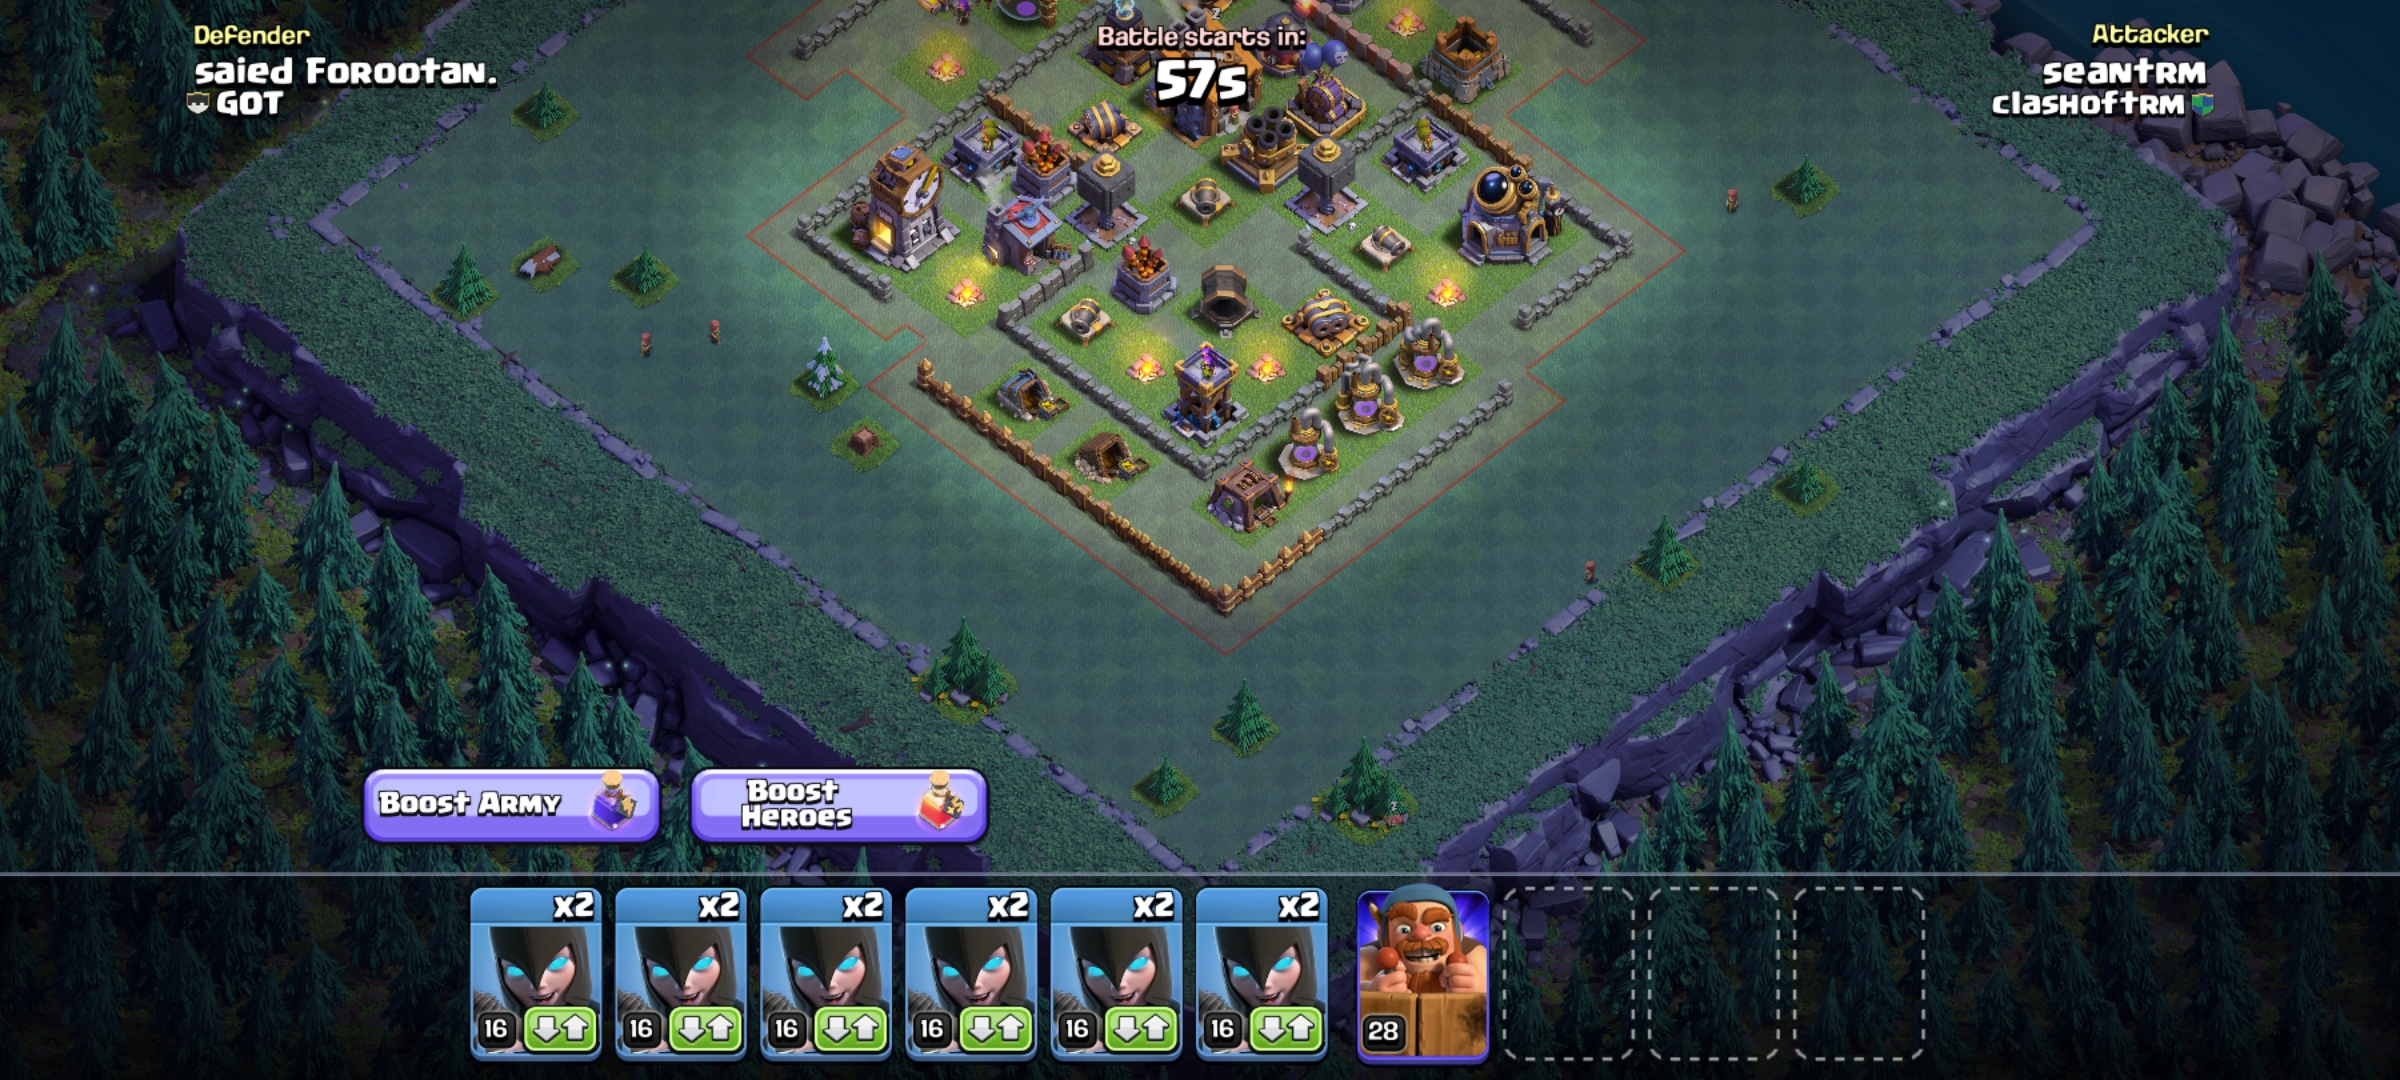 Defender
saied Forootan.
GOT
Battle starts in:
57s
Attacker
seantRM
clashoftRM
Boost Army
Boost
Heroes
x2
x2
x2
x2
x2
x2
16
16
16
16
16
16
28